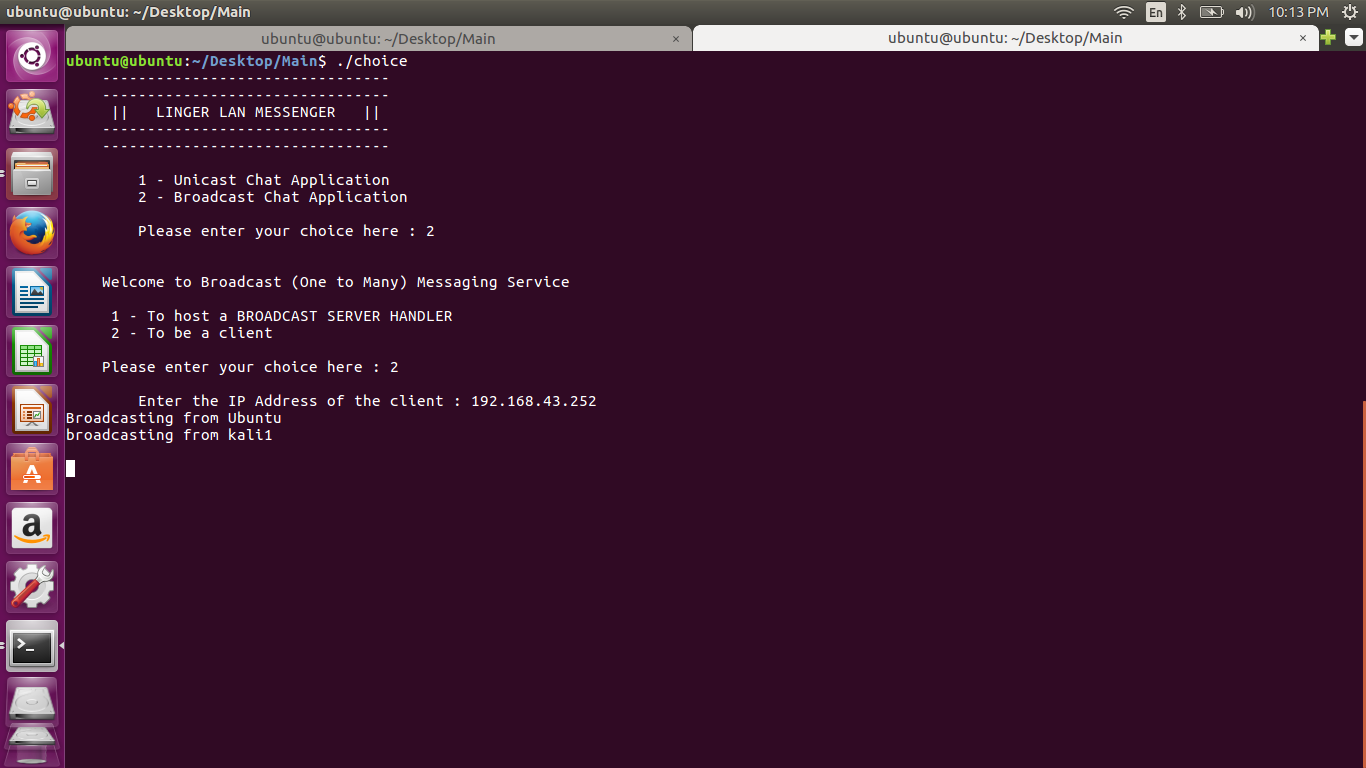 ubuntu@ubuntu: ~/Desktop/Main
En
10:13 PM
ubuntu@ubuntu: ~/Desktop/Main ×
ubuntu@ubuntu: ~/Desktop/Main ×
ubuntu@ubuntu:~/Desktop/Main$ ./choice
--------------------------------
--------------------------------
|| LINGER LAN MESSENGER ||
--------------------------------
--------------------------------
1 - Unicast Chat Application
2 - Broadcast Chat Application
Please enter your choice here : 2
Welcome to Broadcast (One to Many) Messaging Service
1 - To host a BROADCAST SERVER HANDLER
2 - To be a client
Please enter your choice here : 2
Enter the IP Address of the client : 192.168.43.252
Broadcasting from Ubuntu
broadcasting from kali1